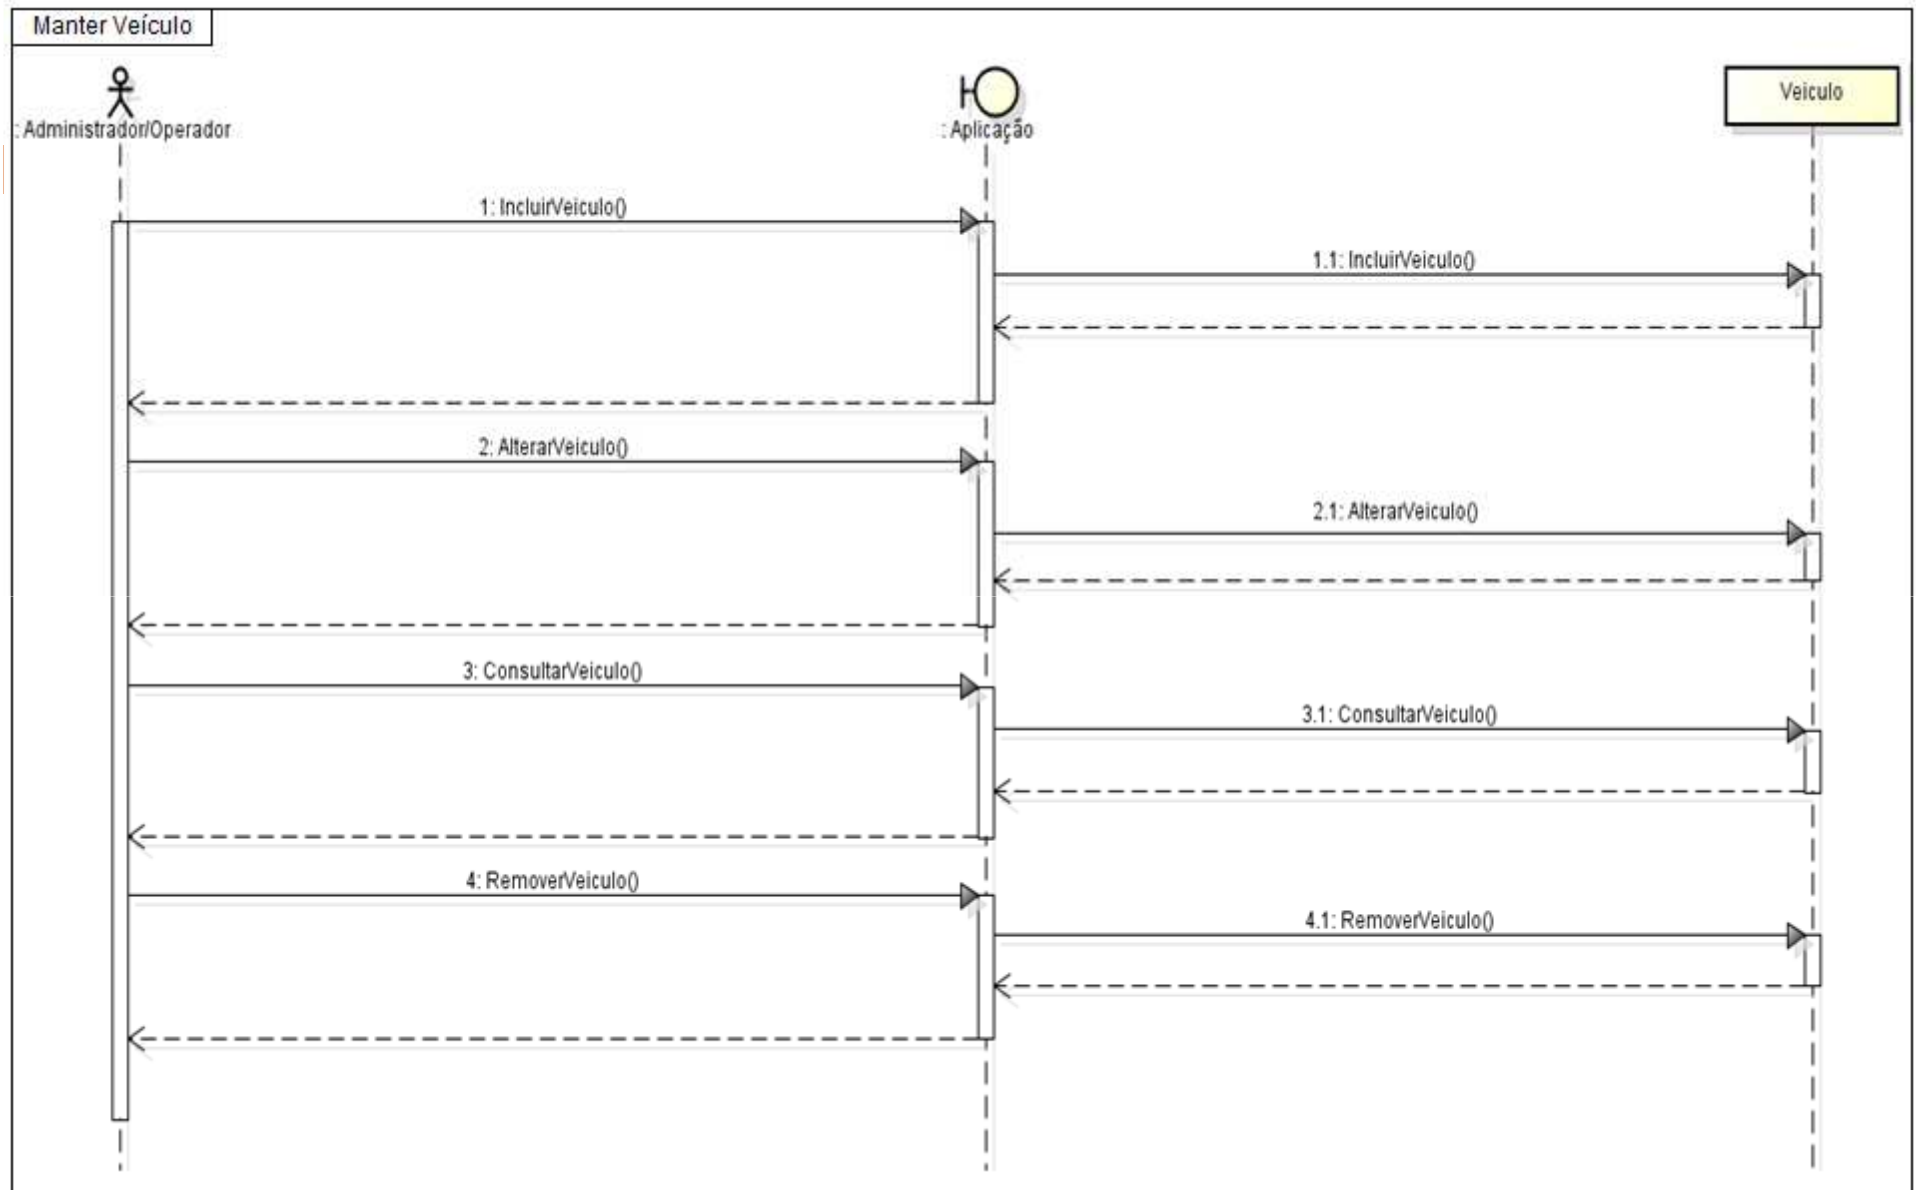 Manter Veículo
: Administrador/Operador
: Aplicação
Veiculo
1: IncluirVeiculo()
1.1: IncluirVeiculo()
2: AlterarVeiculo()
2.1: AlterarVeiculo()
3: ConsultarVeiculo()
3.1: ConsultarVeiculo()
4: RemoverVeiculo()
4.1: RemoverVeiculo()